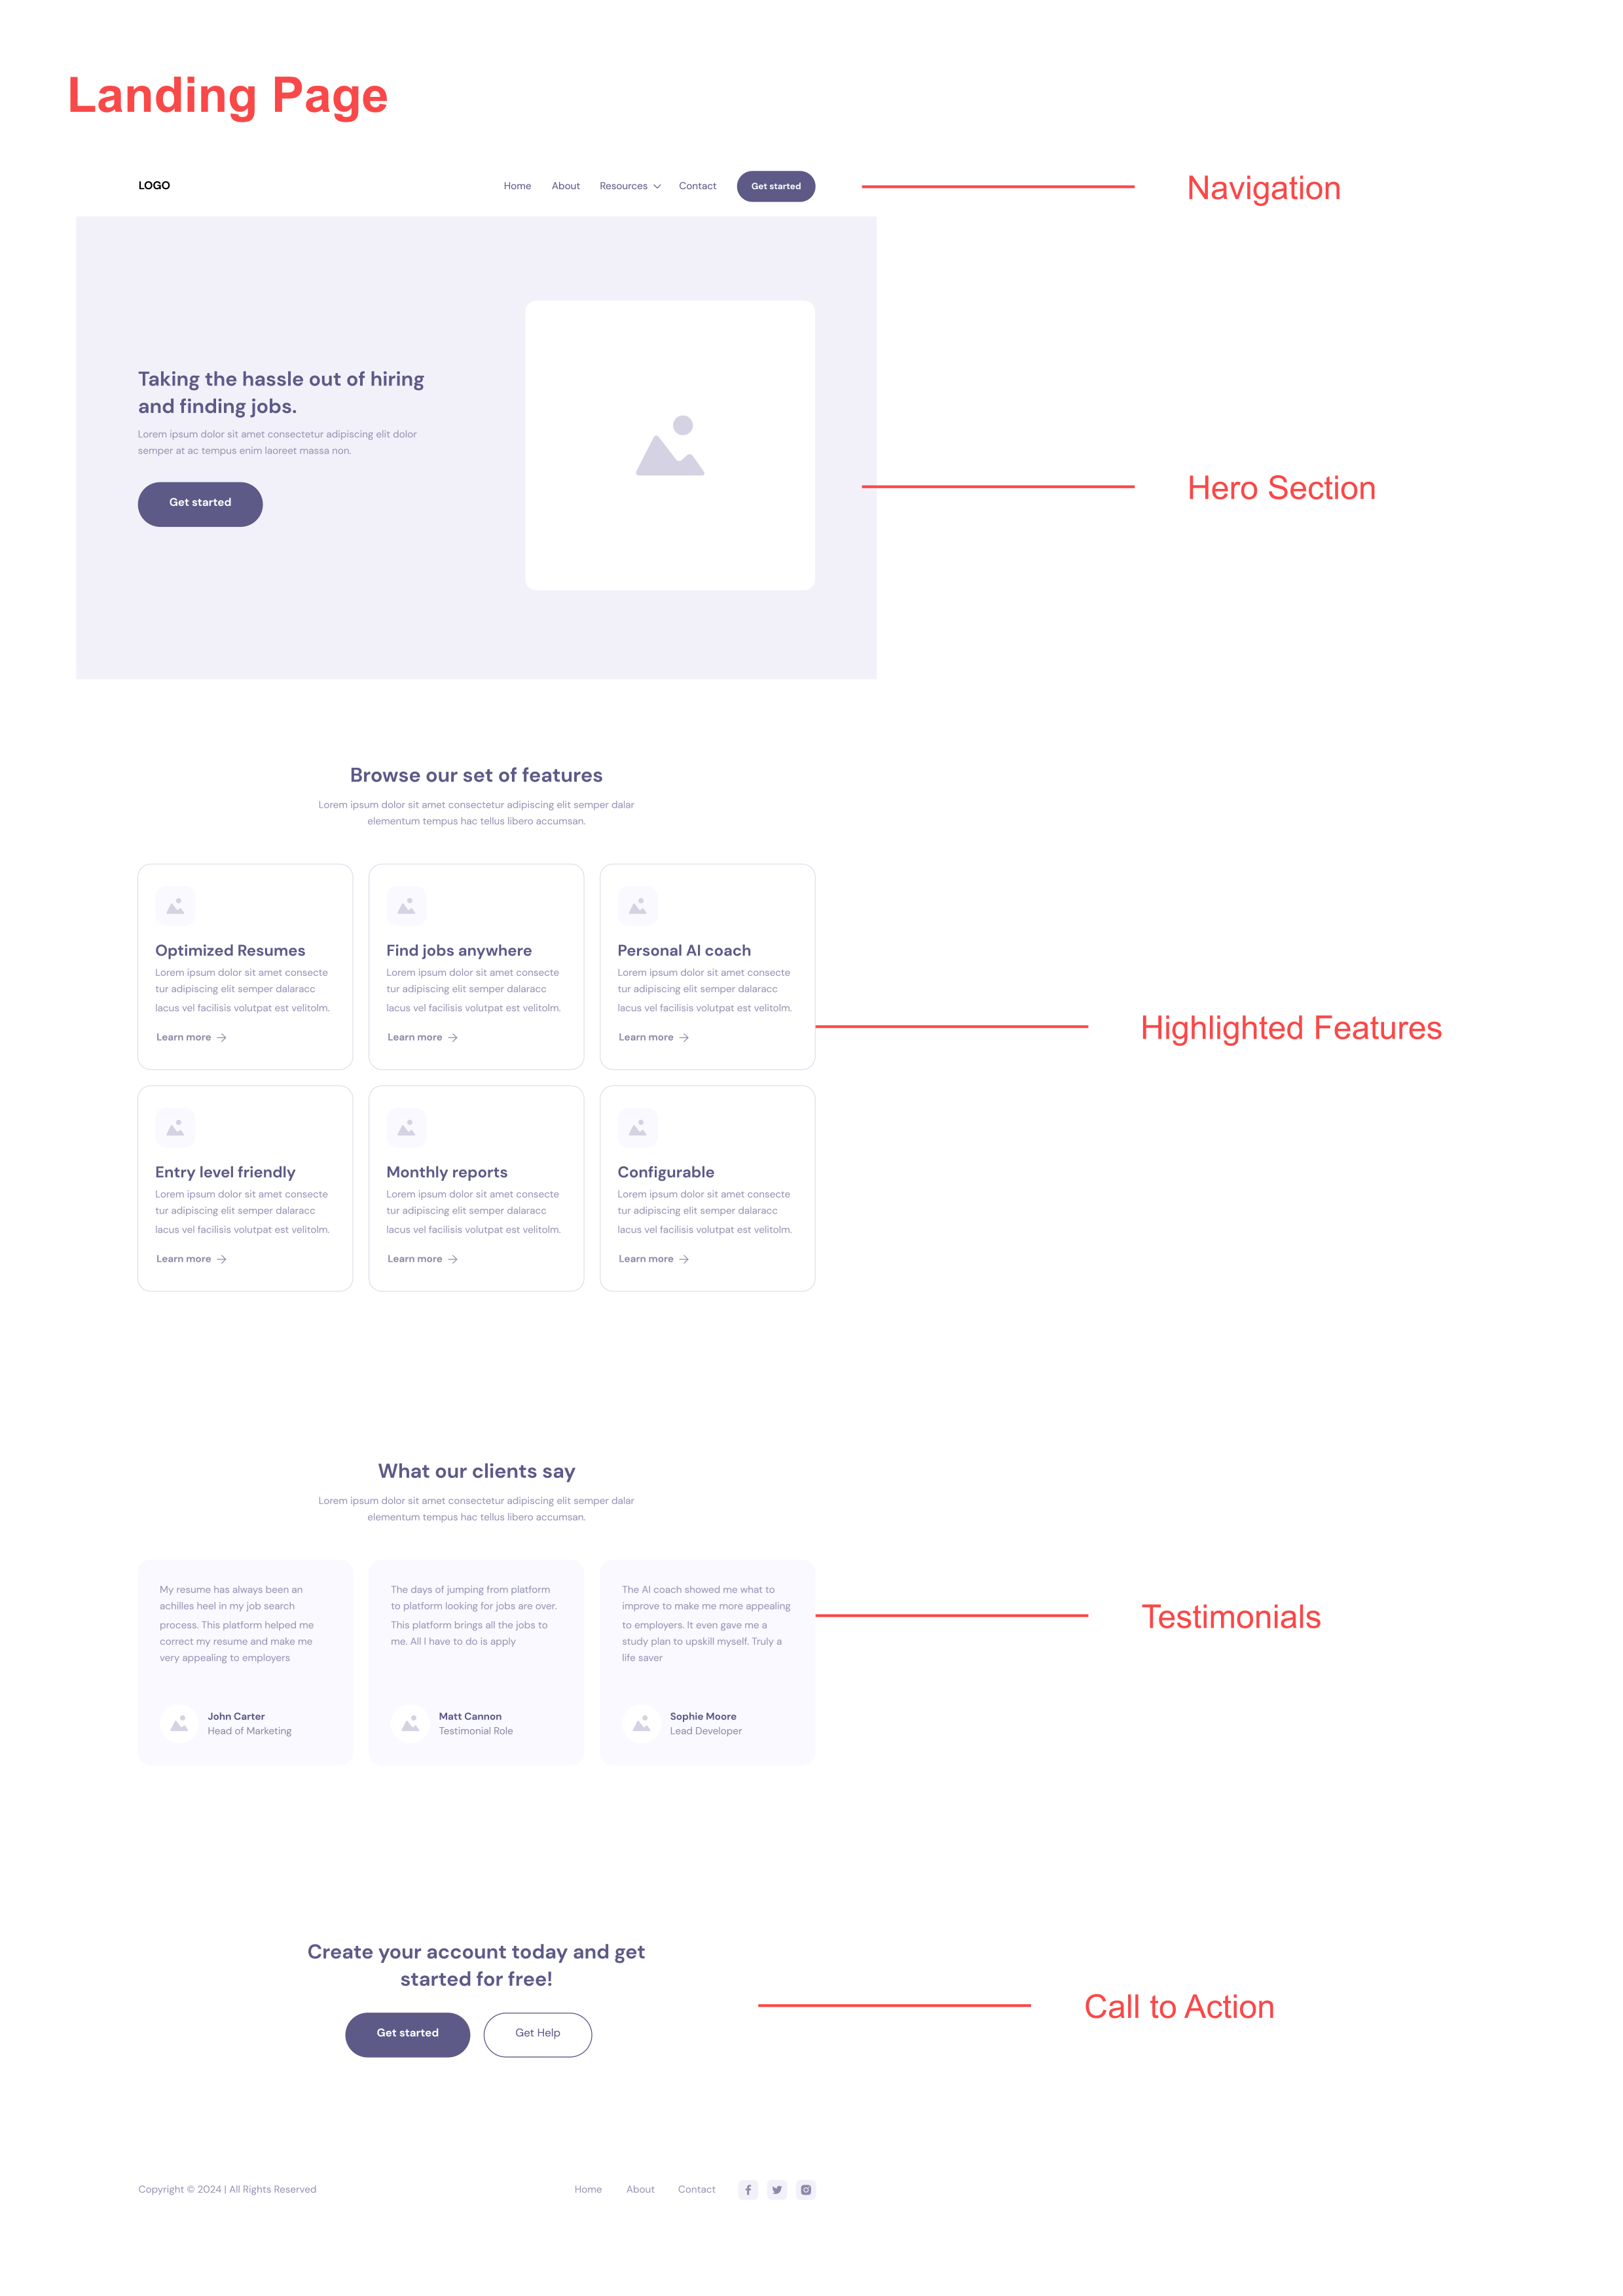 Landing Page
LOGO
Home
About
Resources
Contact
Get started
Navigation
Taking the hassle out of hiring
and finding jobs.
Lorem ipsum dolor sit amet consectetur adipiscing elit dolor
semper at ac tempus enim laoreet massa non.
Get started
Hero Section
Browse our set of features
Lorem ipsum dolor sit amet consectetur adipiscing elit semper dalar
elementum tempus hac tellus libero accumsan.
Optimized Resumes
Lorem ipsum dolor sit amet consecte
tur adipiscing elit semper dalaracc
lacus vel facilisis volutpat est velitolm.
Learn more
Find jobs anywhere
Lorem ipsum dolor sit amet consecte
tur adipiscing elit semper dalaracc
lacus vel facilisis volutpat est velitolm.
Learn more
Personal AI coach
Lorem ipsum dolor sit amet consecte
tur adipiscing elit semper dalaracc
lacus vel facilisis volutpat est velitolm.
Learn more
Highlighted Features
Entry level friendly
Lorem ipsum dolor sit amet consecte
tur adipiscing elit semper dalaracc
lacus vel facilisis volutpat est velitolm.
Learn more
Monthly reports
Lorem ipsum dolor sit amet consecte
tur adipiscing elit semper dalaracc
lacus vel facilisis volutpat est velitolm.
Learn more
Configurable
Lorem ipsum dolor sit amet consecte
tur adipiscing elit semper dalaracc
lacus vel facilisis volutpat est velitolm.
Learn more
What our clients say
Lorem ipsum dolor sit amet consectetur adipiscing elit semper dalar
elementum tempus hac tellus libero accumsan.
My resume has always been an
achilles heel in my job search
process. This platform helped me
correct my resume and make me
very appealing to employers
John Carter
Head of Marketing
The days of jumping from platform
to platform looking for jobs are over.
This platform brings all the jobs to
me. All I have to do is apply
Matt Cannon
Testimonial Role
The AI coach showed me what to
improve to make me more appealing
to employers. It even gave me a
study plan to upskill myself. Truly a
life saver
Sophie Moore
Lead Developer
Testimonials
Create your account today and get
started for free!
Get started
Get Help
Call to Action
Copyright © 2024 | All Rights Reserved
Home
About
Contact